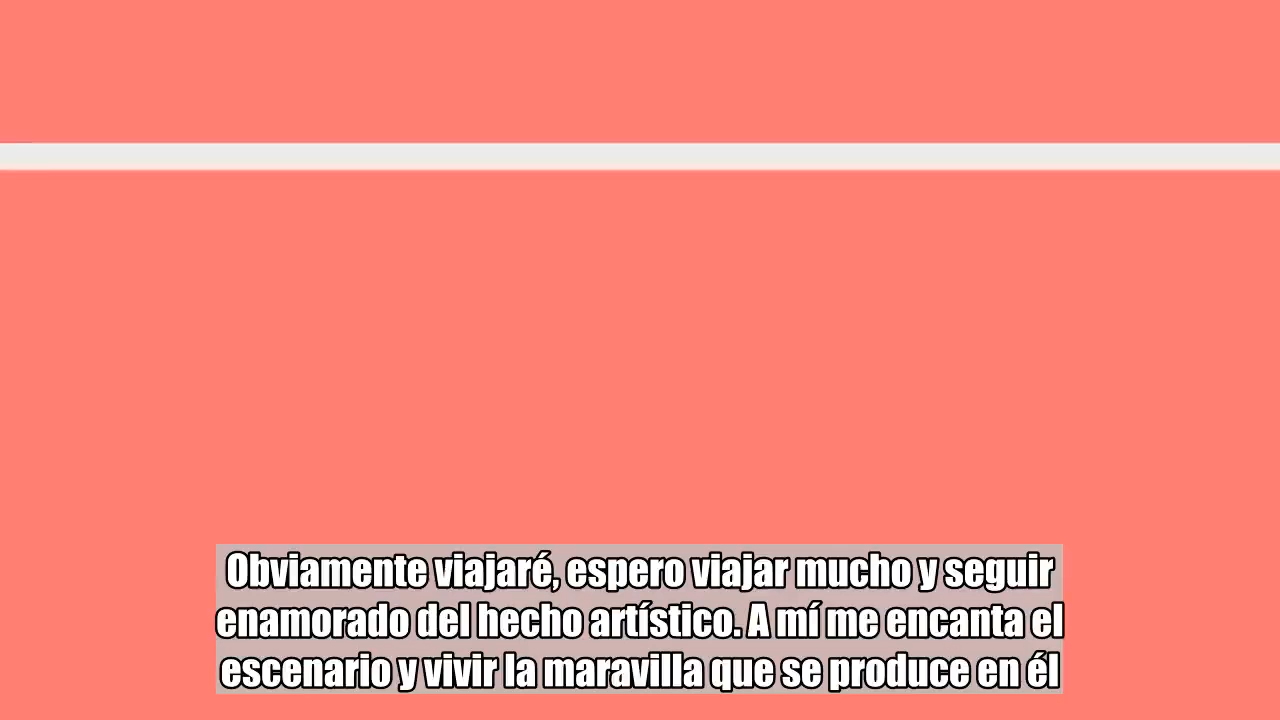 Obviamente viajaré, espero viajar mucho y seguir
enamorado del hecho artístico. A mí me encanta el
escenario y vivir la maravilla que se produce en él